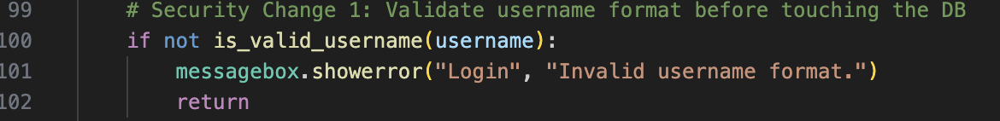 99 # Security Change 1: Validate username format before touching the DB
100 if not is_valid_username(username):
101 messagebox.showerror("Login", "Invalid username format.")
102 return